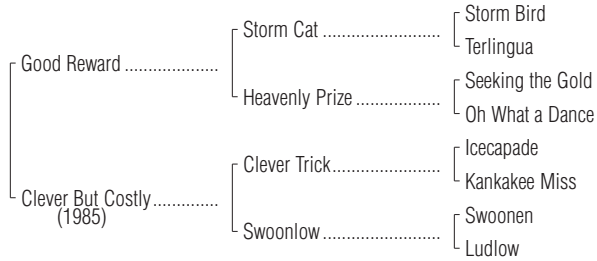 Storm Bird
Storm Cat ........................
Terlingua
Good Reward ....................
Seeking the Gold
Heavenly Prize .................
Oh What a Dance
Icecapade
Clever Trick......................
Kankakee Miss
Clever But Costly..............
(1985)
Swoonen
Swoonlow ........................
Ludlow